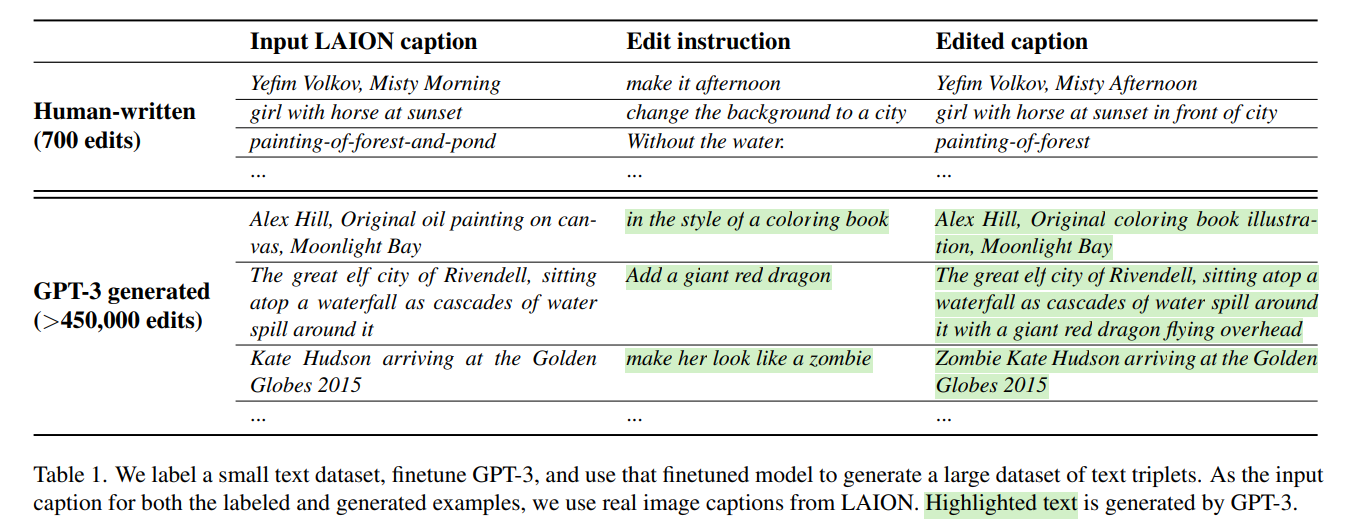 Input LAION caption Edit instruction Edited caption
Yefim Volkov, Misty Morning make it afternoon Yefim Volkov, Misty Afternoon
Human-written
(700 edits)
girl with horse at sunset change the background to a city girl with horse at sunset in front of city
painting-of-forest-and-pond Without the water. painting-of-forest
... ... ...
GPT-3 generated
(>450,000 edits)
Alex Hill, Original oil painting on can-
vas, Moonlight Bay
in the style of a coloring book
Alex Hill, Original coloring book illustra-
tion, Moonlight Bay
The great elf city of Rivendell, sitting
atop a waterfall as cascades of water
spill around it
Add a giant red dragon
The great elf city of Rivendell, sitting atop a
waterfall as cascades of water spill around
it with a giant red dragon flying overhead
Kate Hudson arriving at the Golden
Globes 2015
make her look like a zombie
Zombie Kate Hudson arriving at the Golden
Globes 2015
... ... ...
Table 1. We label a small text dataset, finetune GPT-3, and use that finetuned model to generate a large dataset of text triplets. As the input
caption for both the labeled and generated examples, we use real image captions from LAION. Highlighted text is generated by GPT-3.